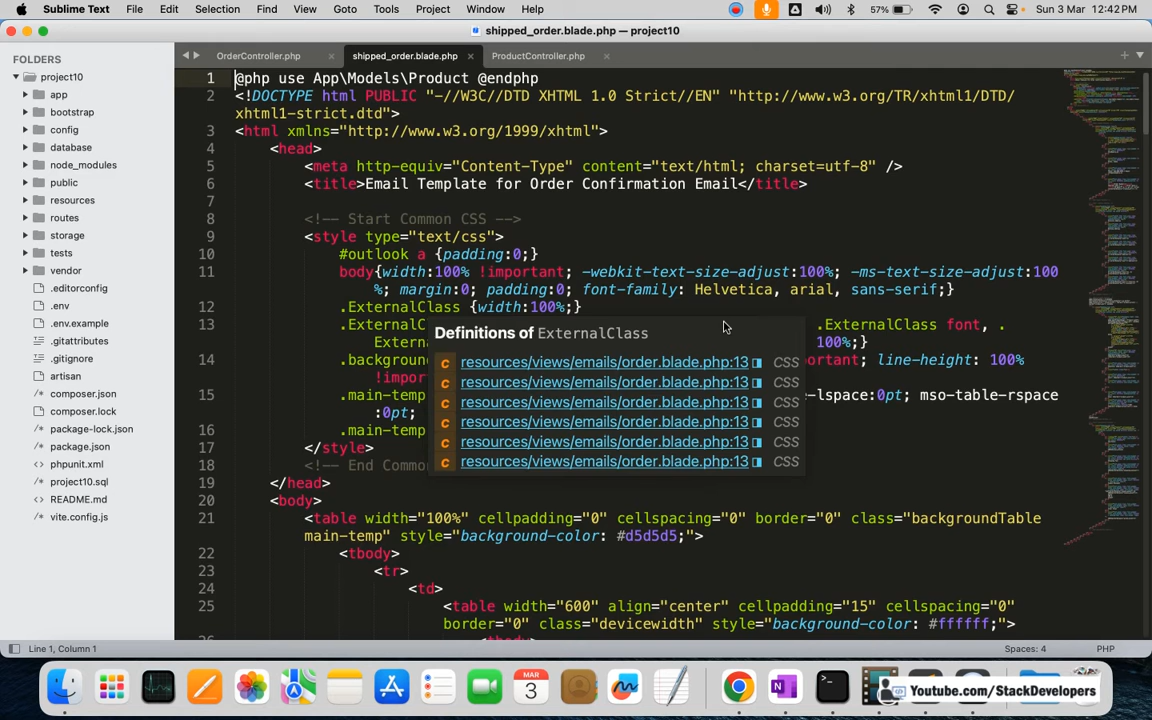 Sublime Text File Edit Selection Find View Goto Tools Project Window Help 57% Sun 3 Mar 12:42 PM
shipped_order.blade.php — project10
FOLDERS
project10
app
bootstrap
config
database
node_modules
public
resources
routes
storage
tests
vendor
.editorconfig
.env
.env.example
.gitattributes
.gitignore
artisan
composer.json
composer.lock
package-lock.json
package.json
phpunit.xml
project10.sql
README.md
vite.config.js
OrderController.php shipped_order.blade.php ProductController.php
1 @php use App\Models\Product @endphp
2 <!DOCTYPE html PUBLIC "-//W3C//DTD XHTML 1.0 Strict//EN" "http://www.w3.org/TR/xhtml1/DTD/
xhtml1-strict.dtd">
3 <html xmlns="http://www.w3.org/1999/xhtml">
4 <head>
5 <meta http-equiv="Content-Type" content="text/html; charset=utf-8" />
6 <title>Email Template for Order Confirmation Email</title>
7
8 <!-- Start Common CSS -->
9 <style type="text/css">
10 #outlook a {padding:0;}
11 body{width:100% !important; -webkit-text-size-adjust:100%; -ms-text-size-adjust:100
%; margin:0; padding:0; font-family: Helvetica, arial, sans-serif;}
12 .ExternalClass {width:100%;}
13 .ExternalC .ExternalClass font, .
Extern 100%;}
14 .backgroun ortant; line-height: 100%
!impor
15 .main-temp e-lspace:0pt; mso-table-rspace
:0pt;
16 .main-temp
17 </style>
18 <!-- End Commo
19 </head>
20 <body>
21 <table width="100%" cellpadding="0" cellspacing="0" border="0" class="backgroundTable
main-temp" style="background-color: #d5d5d5;">
22 <tbody>
23 <tr>
24 <td>
25 <table width="600" align="center" cellpadding="15" cellspacing="0"
border="0" class="devicewidth" style="background-color: #ffffff;">
Definitions of ExternalClass
c resources/views/emails/order.blade.php:13 CSS
c resources/views/emails/order.blade.php:13 CSS
c resources/views/emails/order.blade.php:13 CSS
c resources/views/emails/order.blade.php:13 CSS
c resources/views/emails/order.blade.php:13 CSS
c resources/views/emails/order.blade.php:13 CSS
Line 1, Column 1 Spaces: 4 PHP
MAR
3
Youtube.com/StackDevelopers